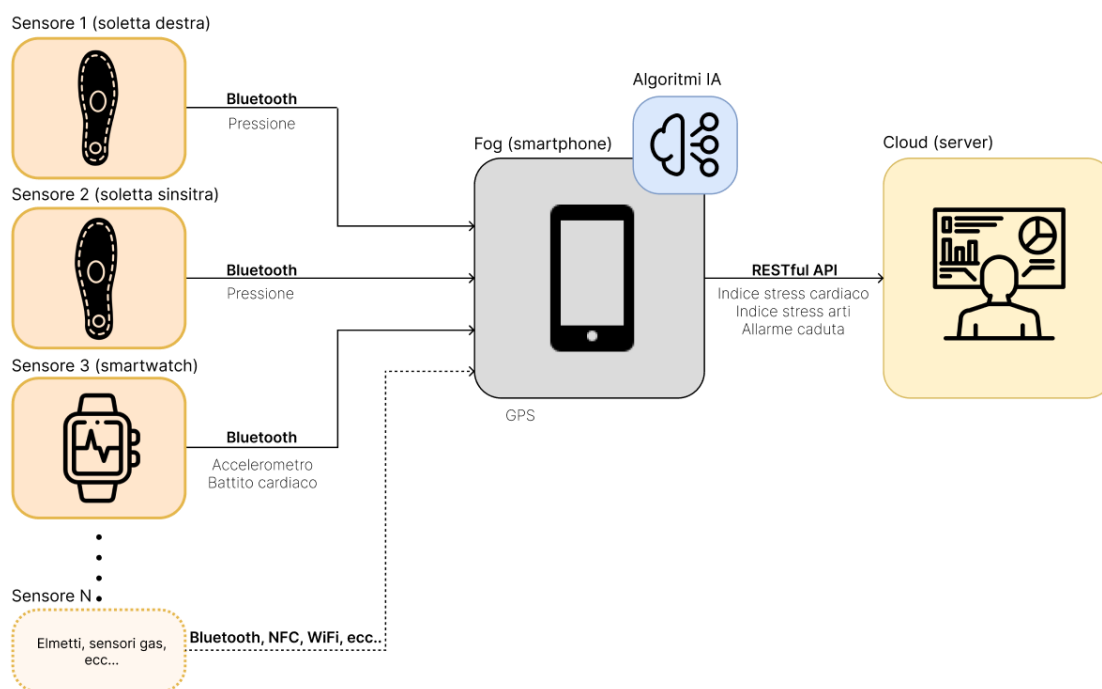 Sensore 1 (soletta destra)
Bluetooth
Pressione
Sensore 2 (soletta sinsitra)
Bluetooth
Pressione
Sensore 3 (smartwatch)
Bluetooth
Accelerometro
Battito cardiaco
Sensore N
Elmetti, sensori gas,
ecc...
Bluetooth, NFC, WiFi, ecc..
Algoritmi IA
Fog (smartphone)
GPS
RESTful API
Indice stress cardiaco
Indice stress arti
Allarme caduta
Cloud (server)